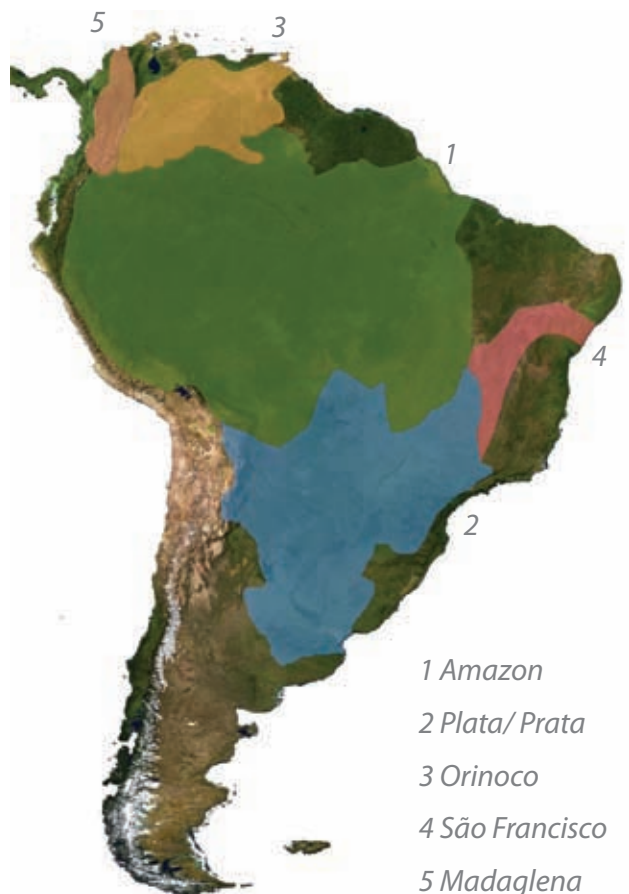 5
3
1
4
2
1 Amazon
2 Plata/ Prata
3 Orinoco
4 São Francisco
5 Madaglena